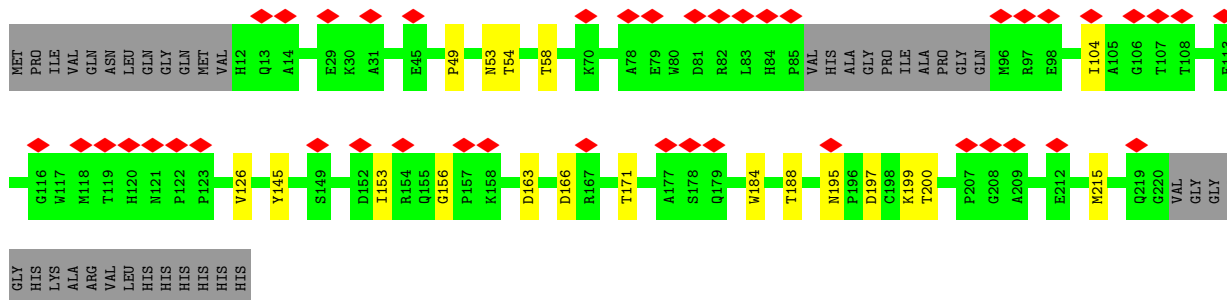 MET PRO ILE VAL GLN ASN LEU GLN GLY GLN MET VAL H12 Q13 A14 E29 K30 A31 E45 P49 N53 T54 T58 K70 A78 E79 W80 D81 R82 L83 H84 P85 VAL HIS ALA GLY PRO ILE ALA PRO GLY GLN M96 R97 E98 I104 A105 G106 T107 T108 E113
G116 W117 M118 T119 H120 N121 P122 P123 V126 Y145 S149 D152 I153 R154 Q155 G156 P157 K158 D163 D166 R167 T171 A177 S178 Q179 W184 T188 N195 P196 D197 C198 K199 T200 P207 G208 A209 E212 M215 Q219 G220 VAL GLY GLY
GLY HIS LYS ALA ARG VAL LEU HIS HIS HIS HIS HIS HIS